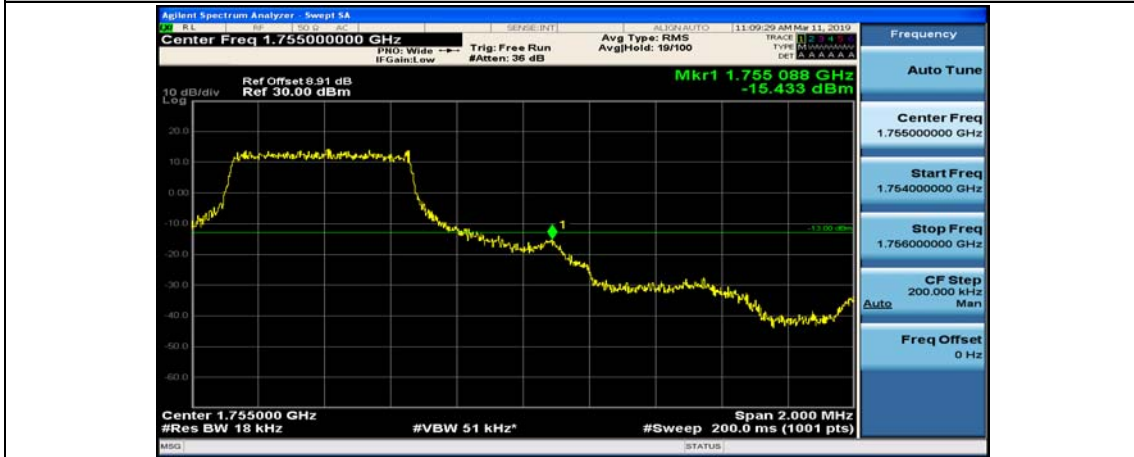 Agilent Spectrum Analyzer - Swept SA
RL RF 50 Ω AC SENSE:INT ALIGN AUTO 11:09:29 AM Mar 11, 2019
Center Freq 1.755000000 GHz
PNO: Wide
IFGain:Low
Trig: Free Run
#Atten: 36 dB
Avg Type: RMS
Avg|Hold: 19/100
TRACE 1 2 3 4 5 6
TYPE M
DET A A A A A A
Ref Offset 8.91 dB
10 dB/div Ref 30.00 dBm
Log
Mkr1 1.755 088 GHz
-15.433 dBm
20.0
10.0
0.00
-10.0
-20.0
-30.0
-40.0
-50.0
-60.0
1
-13.00 dBm
Center 1.755000 GHz
Span 2.000 MHz
#Res BW 18 kHz
#VBW 51 kHz*
#Sweep 200.0 ms (1001 pts)
MSG
STATUS
Frequency
Auto Tune
Center Freq
1.755000000 GHz
Start Freq
1.754000000 GHz
Stop Freq
1.756000000 GHz
CF Step
200.000 kHz
Auto Man
Freq Offset
0 Hz